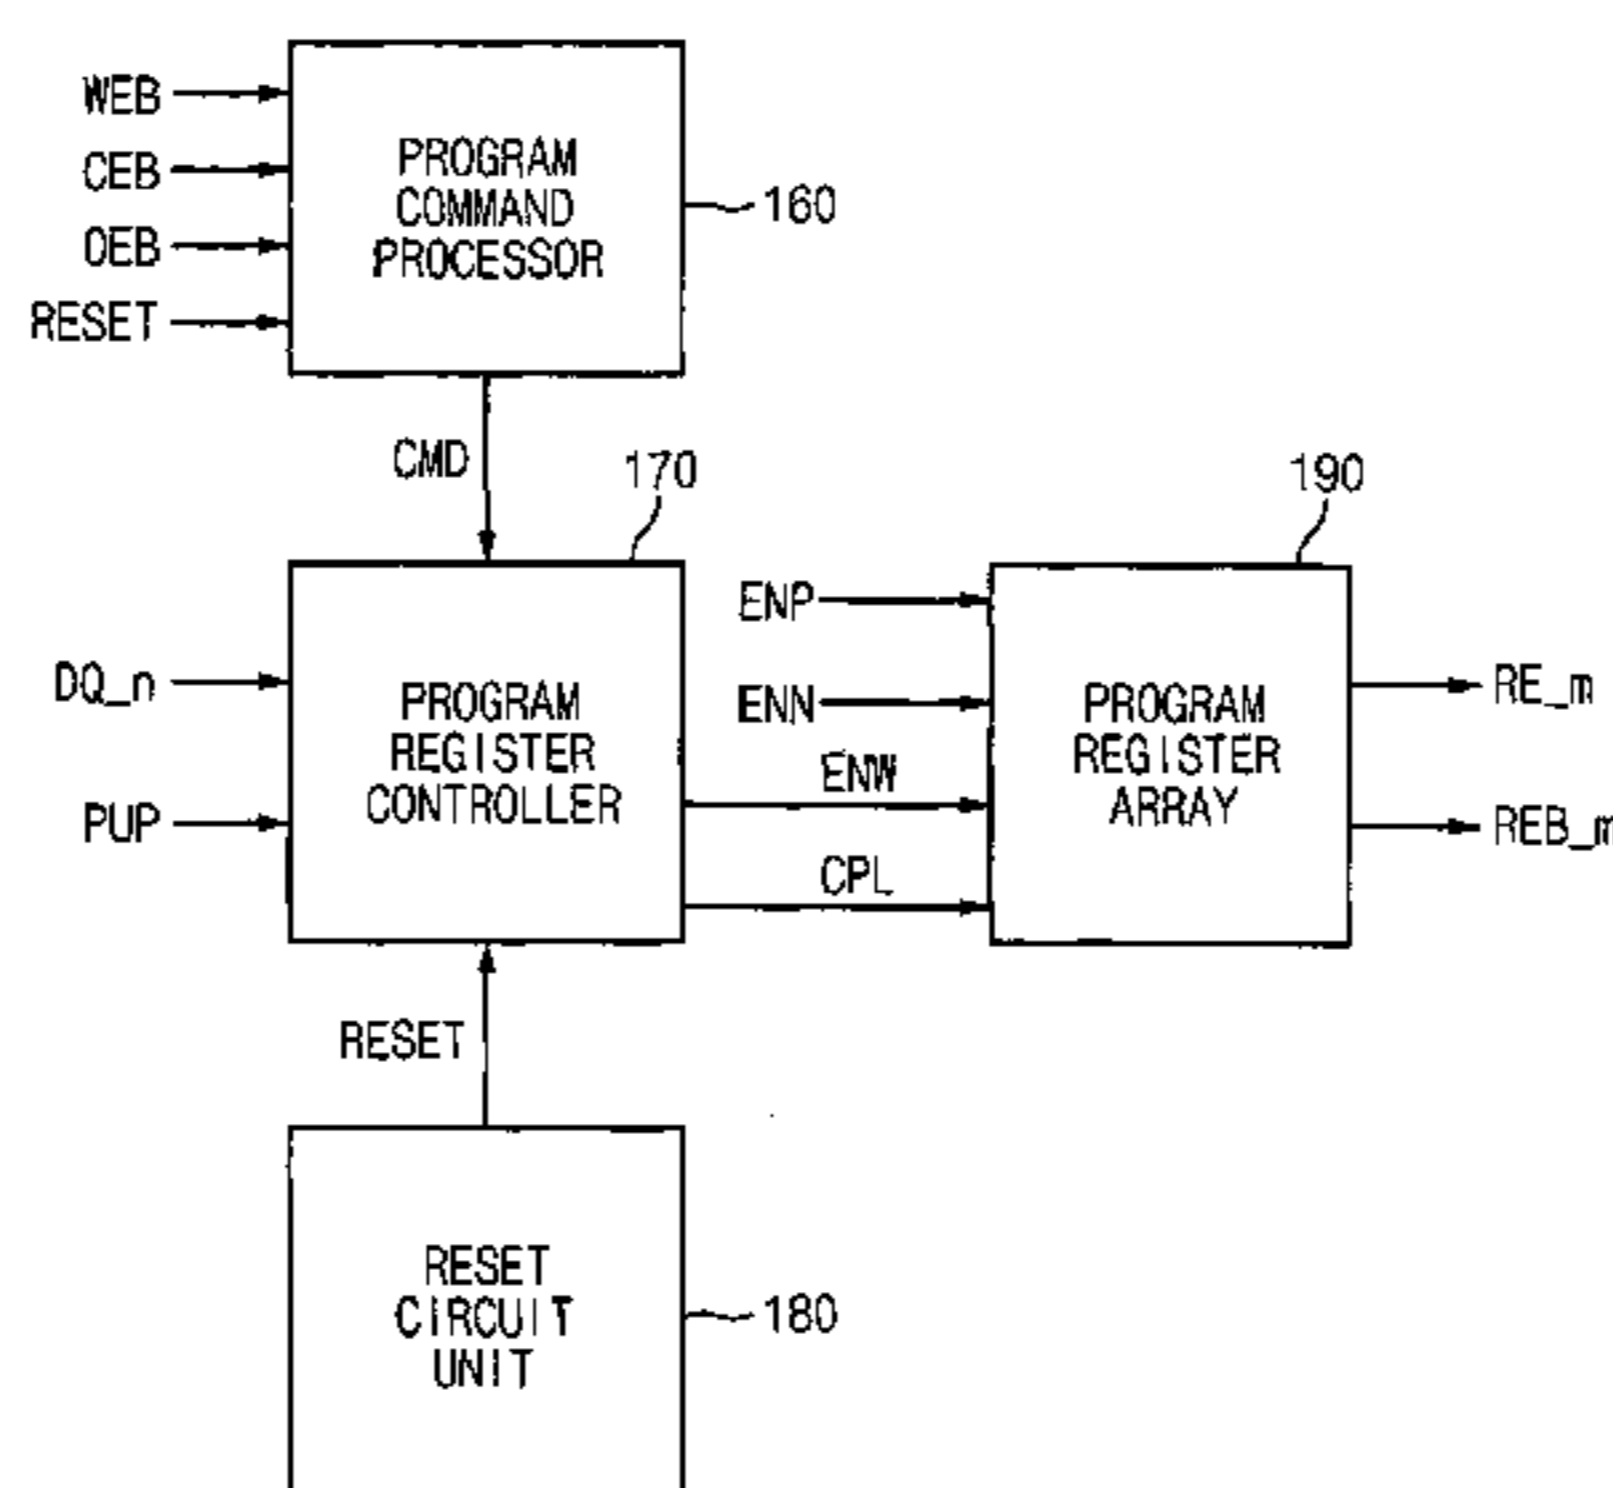 WEB
CEB
OEB
RESET
PROGRAM
COMMAND
PROCESSOR
160
CMD
170
190
DQ_n
PUP
PROGRAM
REGISTER
CONTROLLER
ENP
ENN
ENW
CPL
PROGRAM
REGISTER
ARRAY
RE_m
REB_m
RESET
RESET
CIRCUIT
UNIT
180